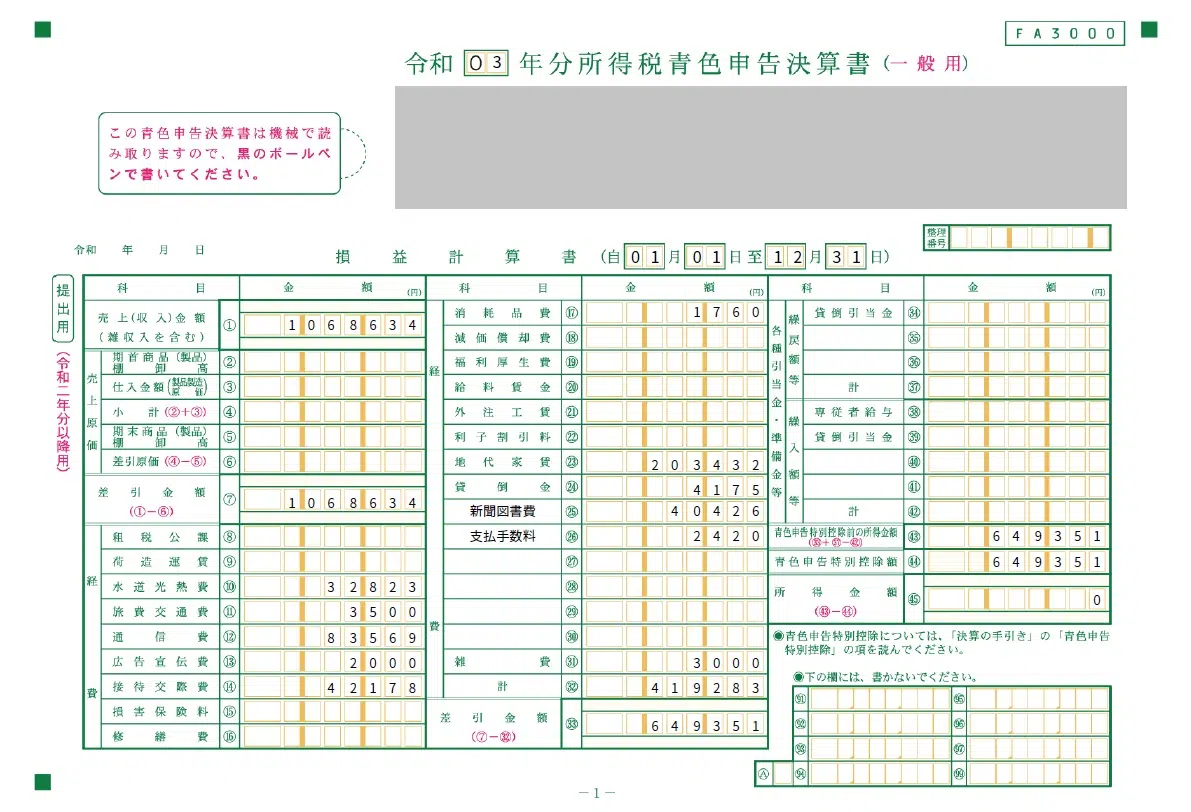 FA3000
令和 03 年分所得税青色申告決算書(一般用)
この青色申告決算書は機械で読
み取りますので、黒のボールペ
ンで書いてください。
令和 年 月 日
損益計算書 (自 01 月 01 日 至 12 月 31 日)
整理番号
提出用
(令和二年分以降用)
科目 金額 (円)
売上(収入)金額(雑収入を含む) ① 1068634
売上原価
期首商品(製品)棚卸高 ②
仕入金額(製品製造原価) ③
小計(②+③) ④
期末商品(製品)棚卸高 ⑤
差引原価(④-⑤) ⑥
差引金額(①-⑥) ⑦ 1068634
経費
租税公課 ⑧
荷造運賃 ⑨
水道光熱費 ⑩ 32823
旅費交通費 ⑪ 3500
通信費 ⑫ 83569
広告宣伝費 ⑬ 2000
接待交際費 ⑭ 42178
損害保険料 ⑮
修繕費 ⑯
科目 金額 (円)
経費
消耗品費 ⑰ 1760
減価償却費 ⑱
福利厚生費 ⑲
給料賃金 ⑳
外注工賃 ㉑
利子割引料 ㉒
地代家賃 ㉓ 203432
貸倒金 ㉔ 4175
新聞図書費 ㉕ 40426
支払手数料 ㉖ 2420
㉗
㉘
㉙
㉚
雑費 ㉛ 3000
計 ㉜ 419283
差引金額(⑦-㉜) ㉝ 649351
科目 金額 (円)
各種引当金・準備金等
繰戻額等
貸倒引当金 ㉞
㉟
㊱
計 ㊲
繰入額等
専従者給与 ㊳
貸倒引当金 ㊴
㊵
㊶
計 ㊷
青色申告特別控除前の所得金額(㉝+㊲-㊷) ㊸ 649351
青色申告特別控除額 ㊹ 649351
所得金額(㊸-㊹) ㊺ 0
◉青色申告特別控除については、「決算の手引き」の「青色申告
特別控除」の項を読んでください。
◉下の欄には、書かないでください。
91 95
92 96
93 97
Ⓐ 94 99
-1-